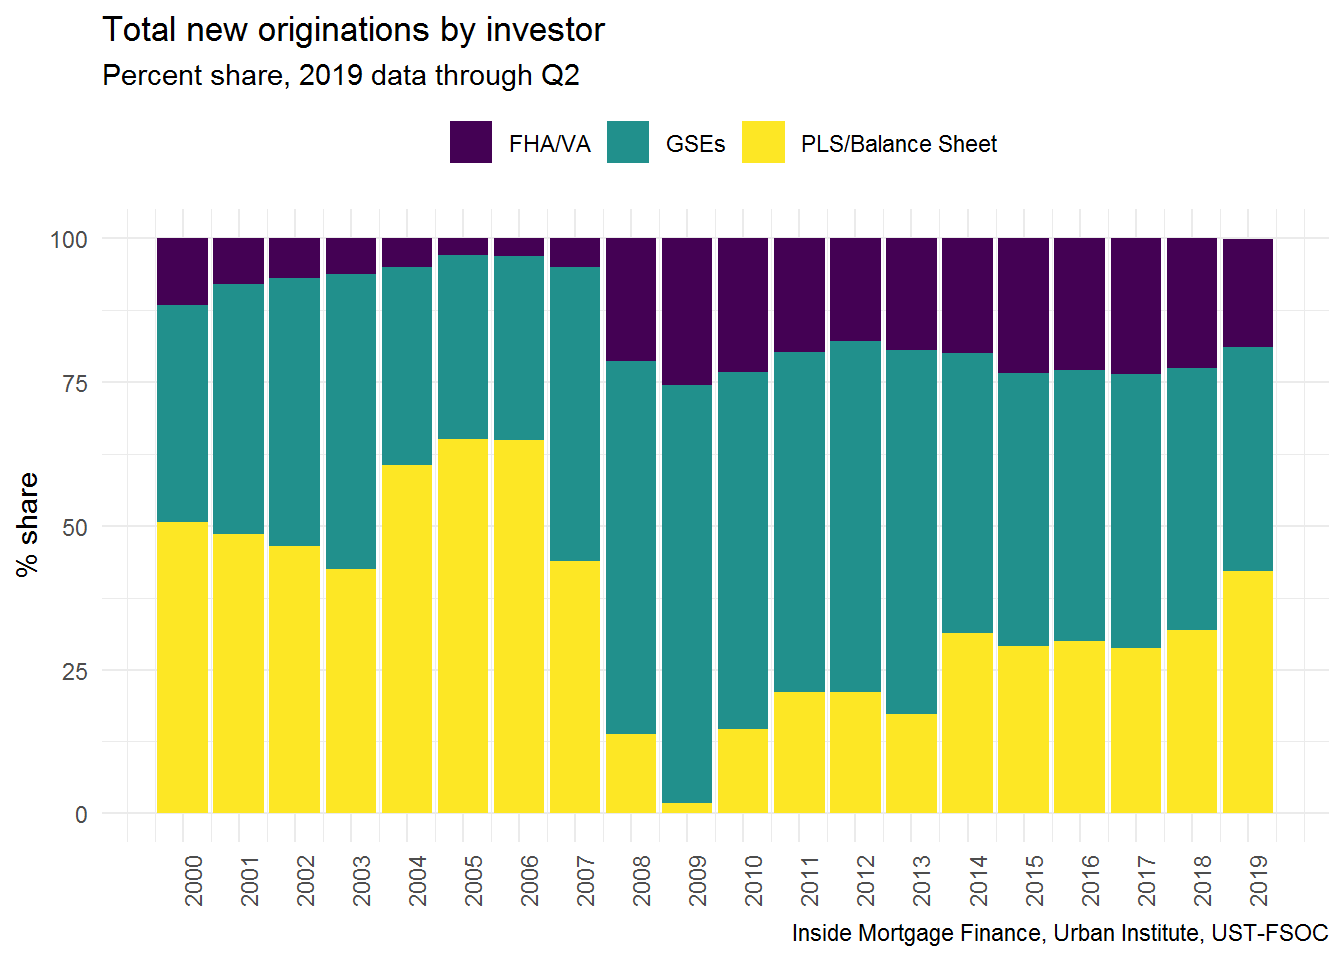 Total new originations by investor
Percent share, 2019 data through Q2
FHA/VA GSEs PLS/Balance Sheet
100
75
50
25
0
% share
2000 2001 2002 2003 2004 2005 2006 2007 2008 2009 2010 2011 2012 2013 2014 2015 2016 2017 2018 2019
Inside Mortgage Finance, Urban Institute, UST-FSOC